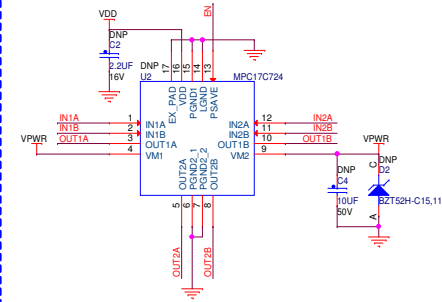 VDD
EN
DNP
C2
2.2UF
16V
DNP
U2
MPC17C724
17
16
15
14
13
EX_PAD
VDD
PGND1
LGND
PSAVE
IN1A
1
IN1A
IN2A
12
IN2A
IN1B
2
IN1B
IN2B
11
IN2B
OUT1A
3
OUT1A
OUT1B
10
OUT1B
VPWR
4
VM1
VM2
9
VPWR
OUT2A
PGND2_1
PGND2_2
OUT2B
5
6
7
8
OUT2A
OUT2B
DNP
C4
10UF
50V
C
DNP
D2
BZT52H-C15,115
A